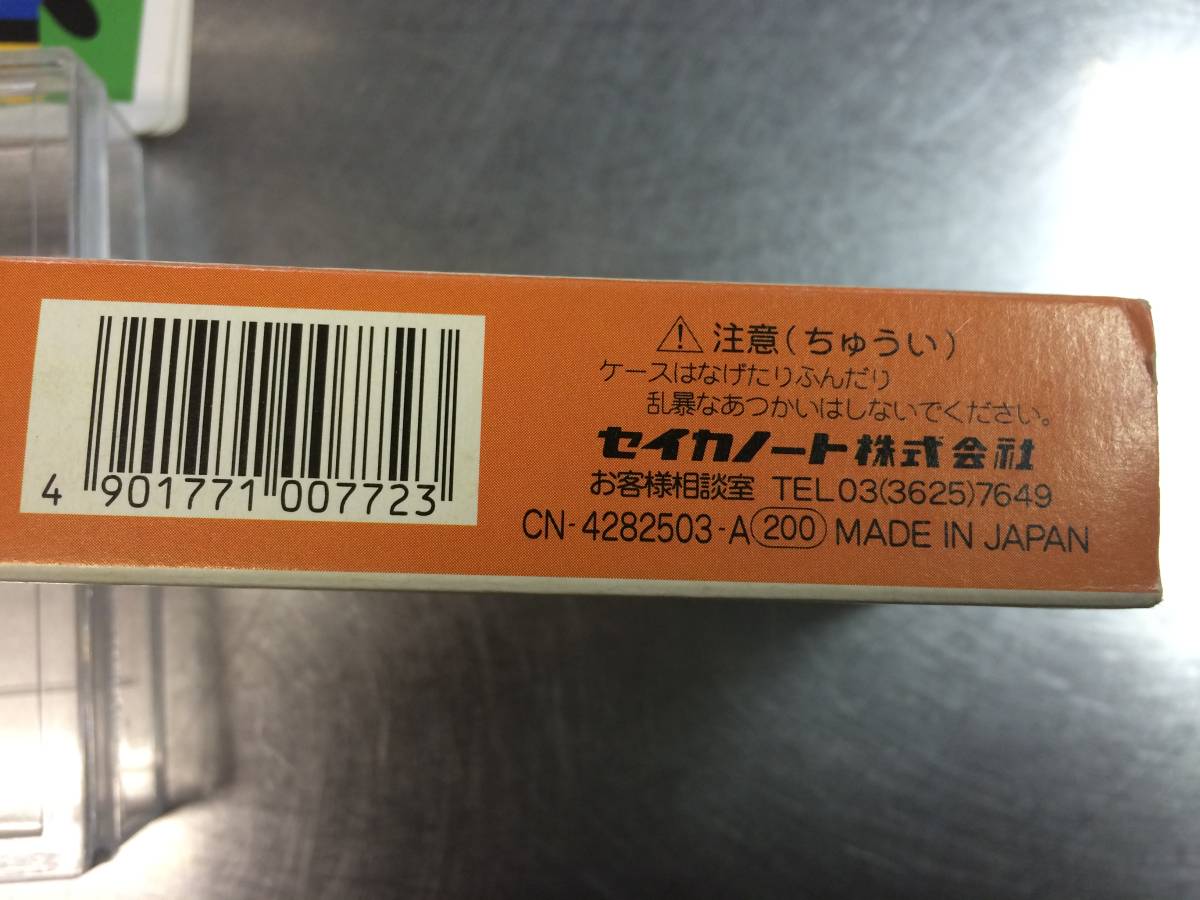 4 901771 007723
⚠ 注意(ちゅうい)
ケースはなげたりふんだり
乱暴なあつかいはしないでください。
セイカノート株式会社
お客様相談室 TEL 03(3625)7649
CN-4282503-A 200 MADE IN JAPAN